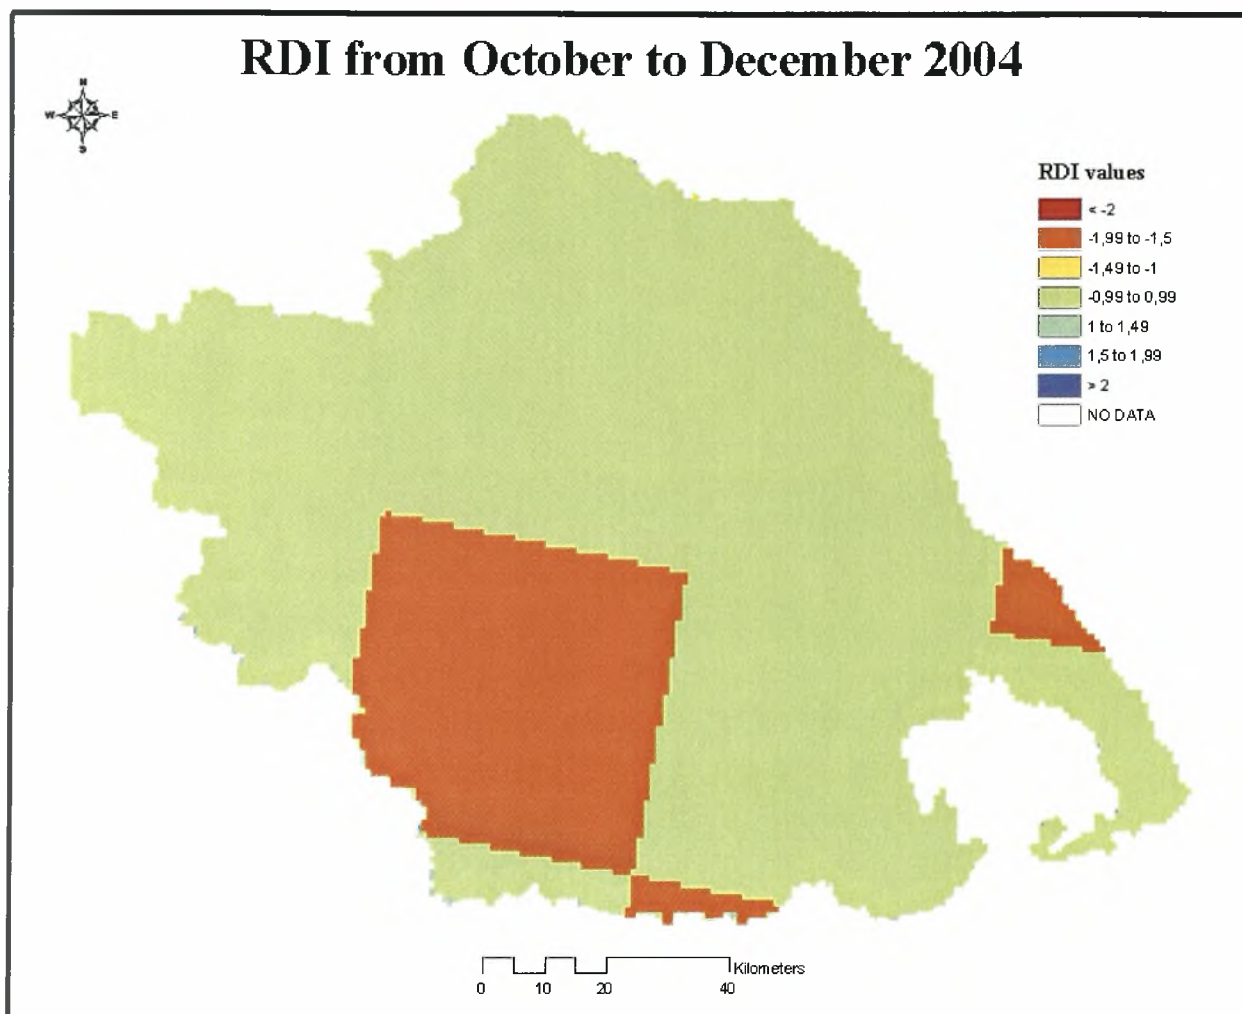 RDI from October to December 2004
N
W E
S
RDI values
< -2
-1,99 to -1,5
-1,49 to -1
-0,99 to 0,99
1 to 1,49
1,5 to 1,99
> 2
NO DATA
Kilometers
0 10 20 40